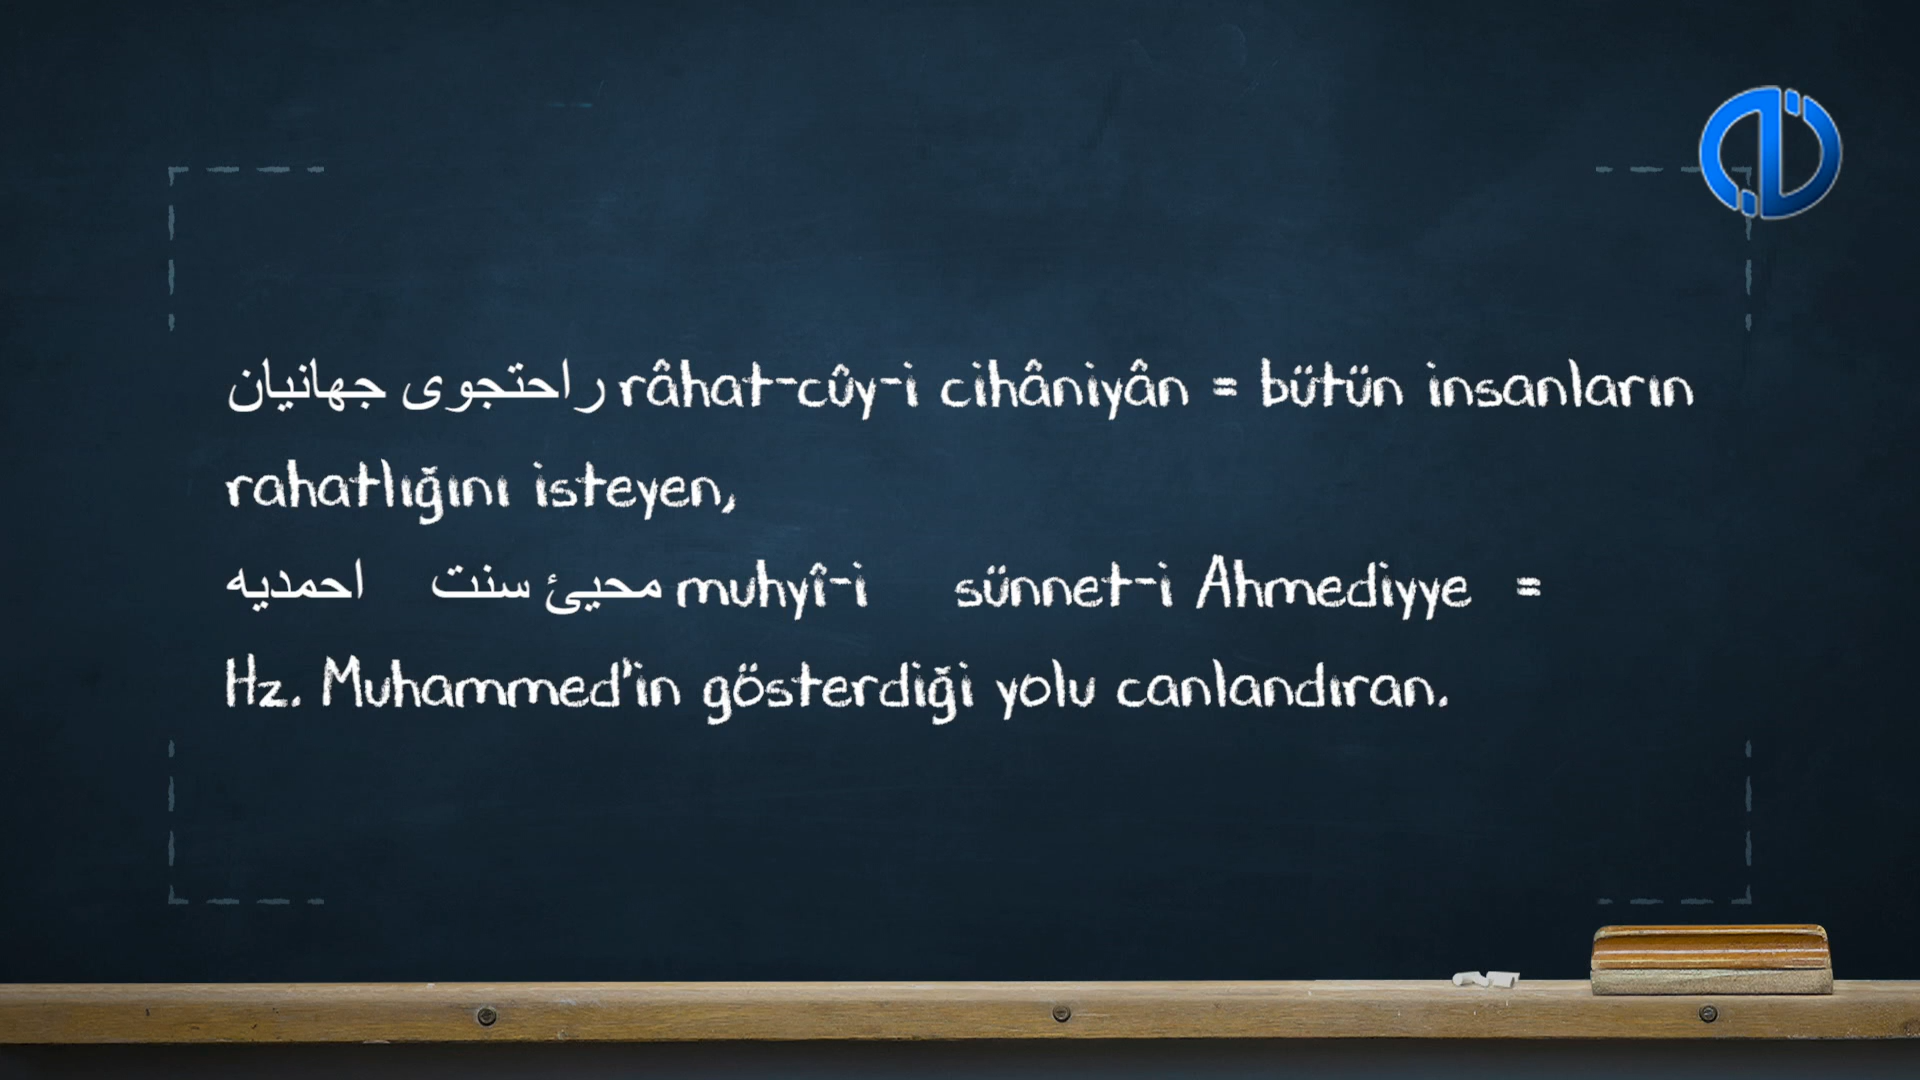 راحتجوى جهانيان râhat-cûy-i cihâniyân = bütün insanların
rahatlığını isteyen,
محيئ سنت احمديه muhyî-i sünnet-i Ahmediyye =
Hz. Muhammed'in gösterdiği yolu canlandıran.